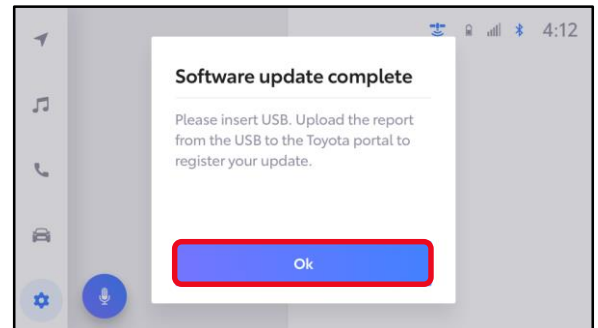 4:12
Software update complete
Please insert USB. Upload the report
from the USB to the Toyota portal to
register your update.
Ok